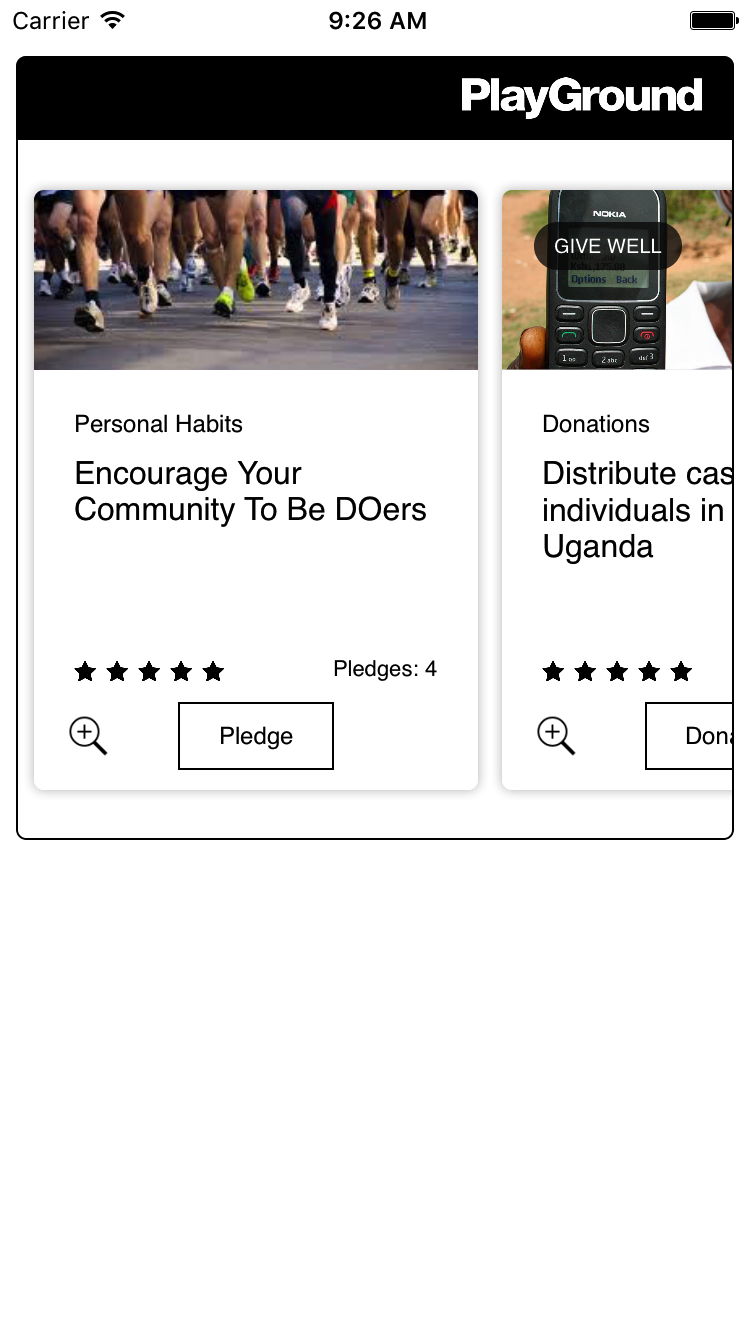 Carrier
9:26 AM
PlayGround
NOKIA
GIVE WELL
Options Back
Personal Habits
Encourage Your
Community To Be DOers
Pledges: 4
Pledge
Donations
Distribute cas
individuals in
Uganda
Dona